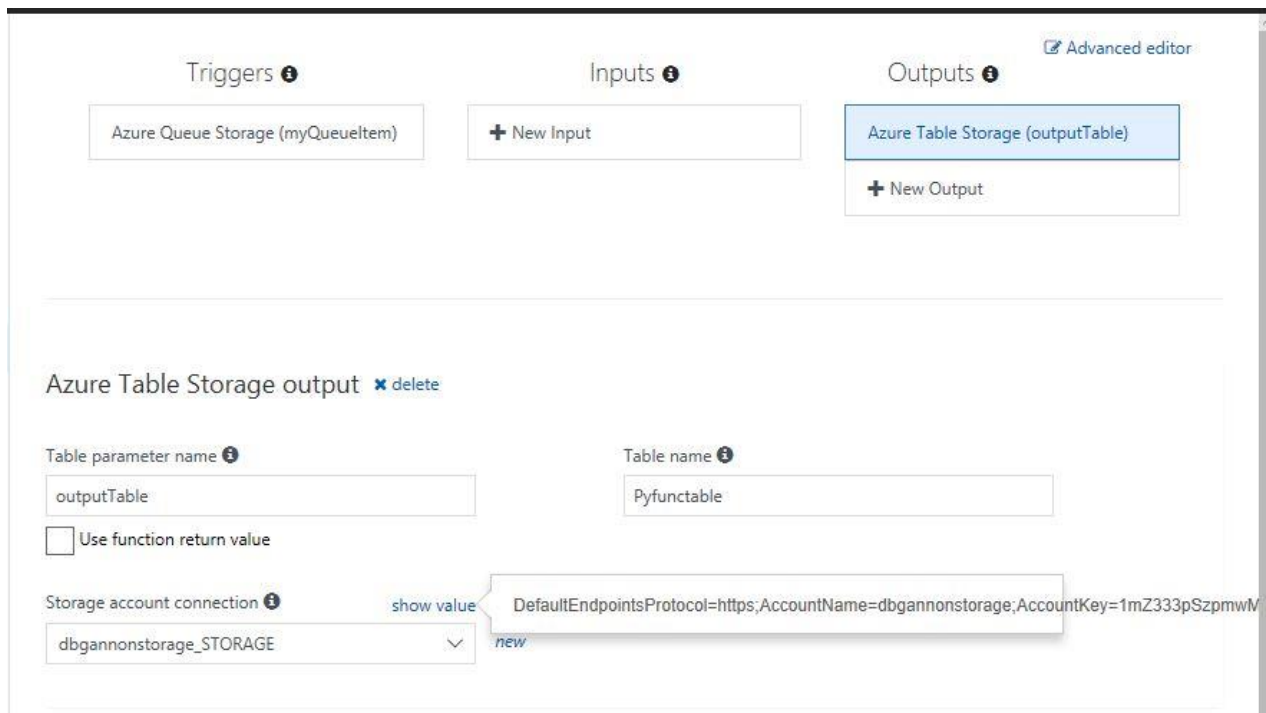 Advanced editor
Triggers
Inputs
Outputs
Azure Queue Storage (myQueueItem)
New Input
Azure Table Storage (outputTable)
New Output
Azure Table Storage output
delete
Table parameter name
Table name
outputTable
Pyfunctable
Use function return value
Storage account connection
show value
DefaultEndpointsProtocol=https;AccountName=dbgannonstorage;AccountKey=1mZ333pSzpmwM
dbgannonstorage_STORAGE
new